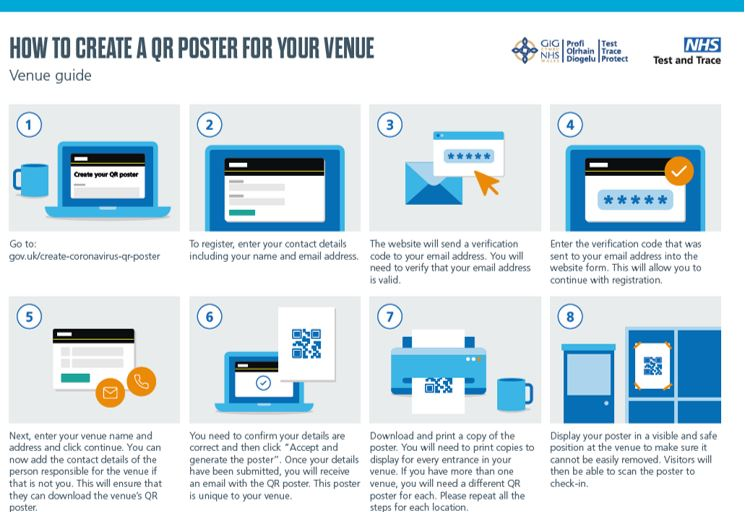 HOW TO CREATE A QR POSTER FOR YOUR VENUE
Venue guide
GIG
CYMRU
NHS
WALES
Profi
Olrhain
Diogelu
Test
Trace
Protect
NHS
Test and Trace
1
Create your QR poster
Go to:
gov.uk/create-coronavirus-qr-poster
2
To register, enter your contact details
including your name and email address.
3
*****
The website will send a verification
code to your email address. You will
need to verify that your email address
is valid.
4
*****
Enter the verification code that was
sent to your email address into the
website form. This will allow you to
continue with registration.
5
Next, enter your venue name and
address and click continue. You can
now add the contact details of the
person responsible for the venue if
that is not you. This will ensure that
they can download the venue's QR
poster.
6
You need to confirm your details are
correct and then click “Accept and
generate the poster”. Once your details
have been submitted, you will receive
an email with the QR poster. This poster
is unique to your venue.
7
Download and print a copy of the
poster. You will need to print copies to
display for every entrance in your
venue. If you have more than one
venue, you will need a different QR
poster for each. Please repeat all the
steps for each location.
8
Display your poster in a visible and safe
position at the venue to make sure it
cannot be easily removed. Visitors will
then be able to scan the poster to
check-in.